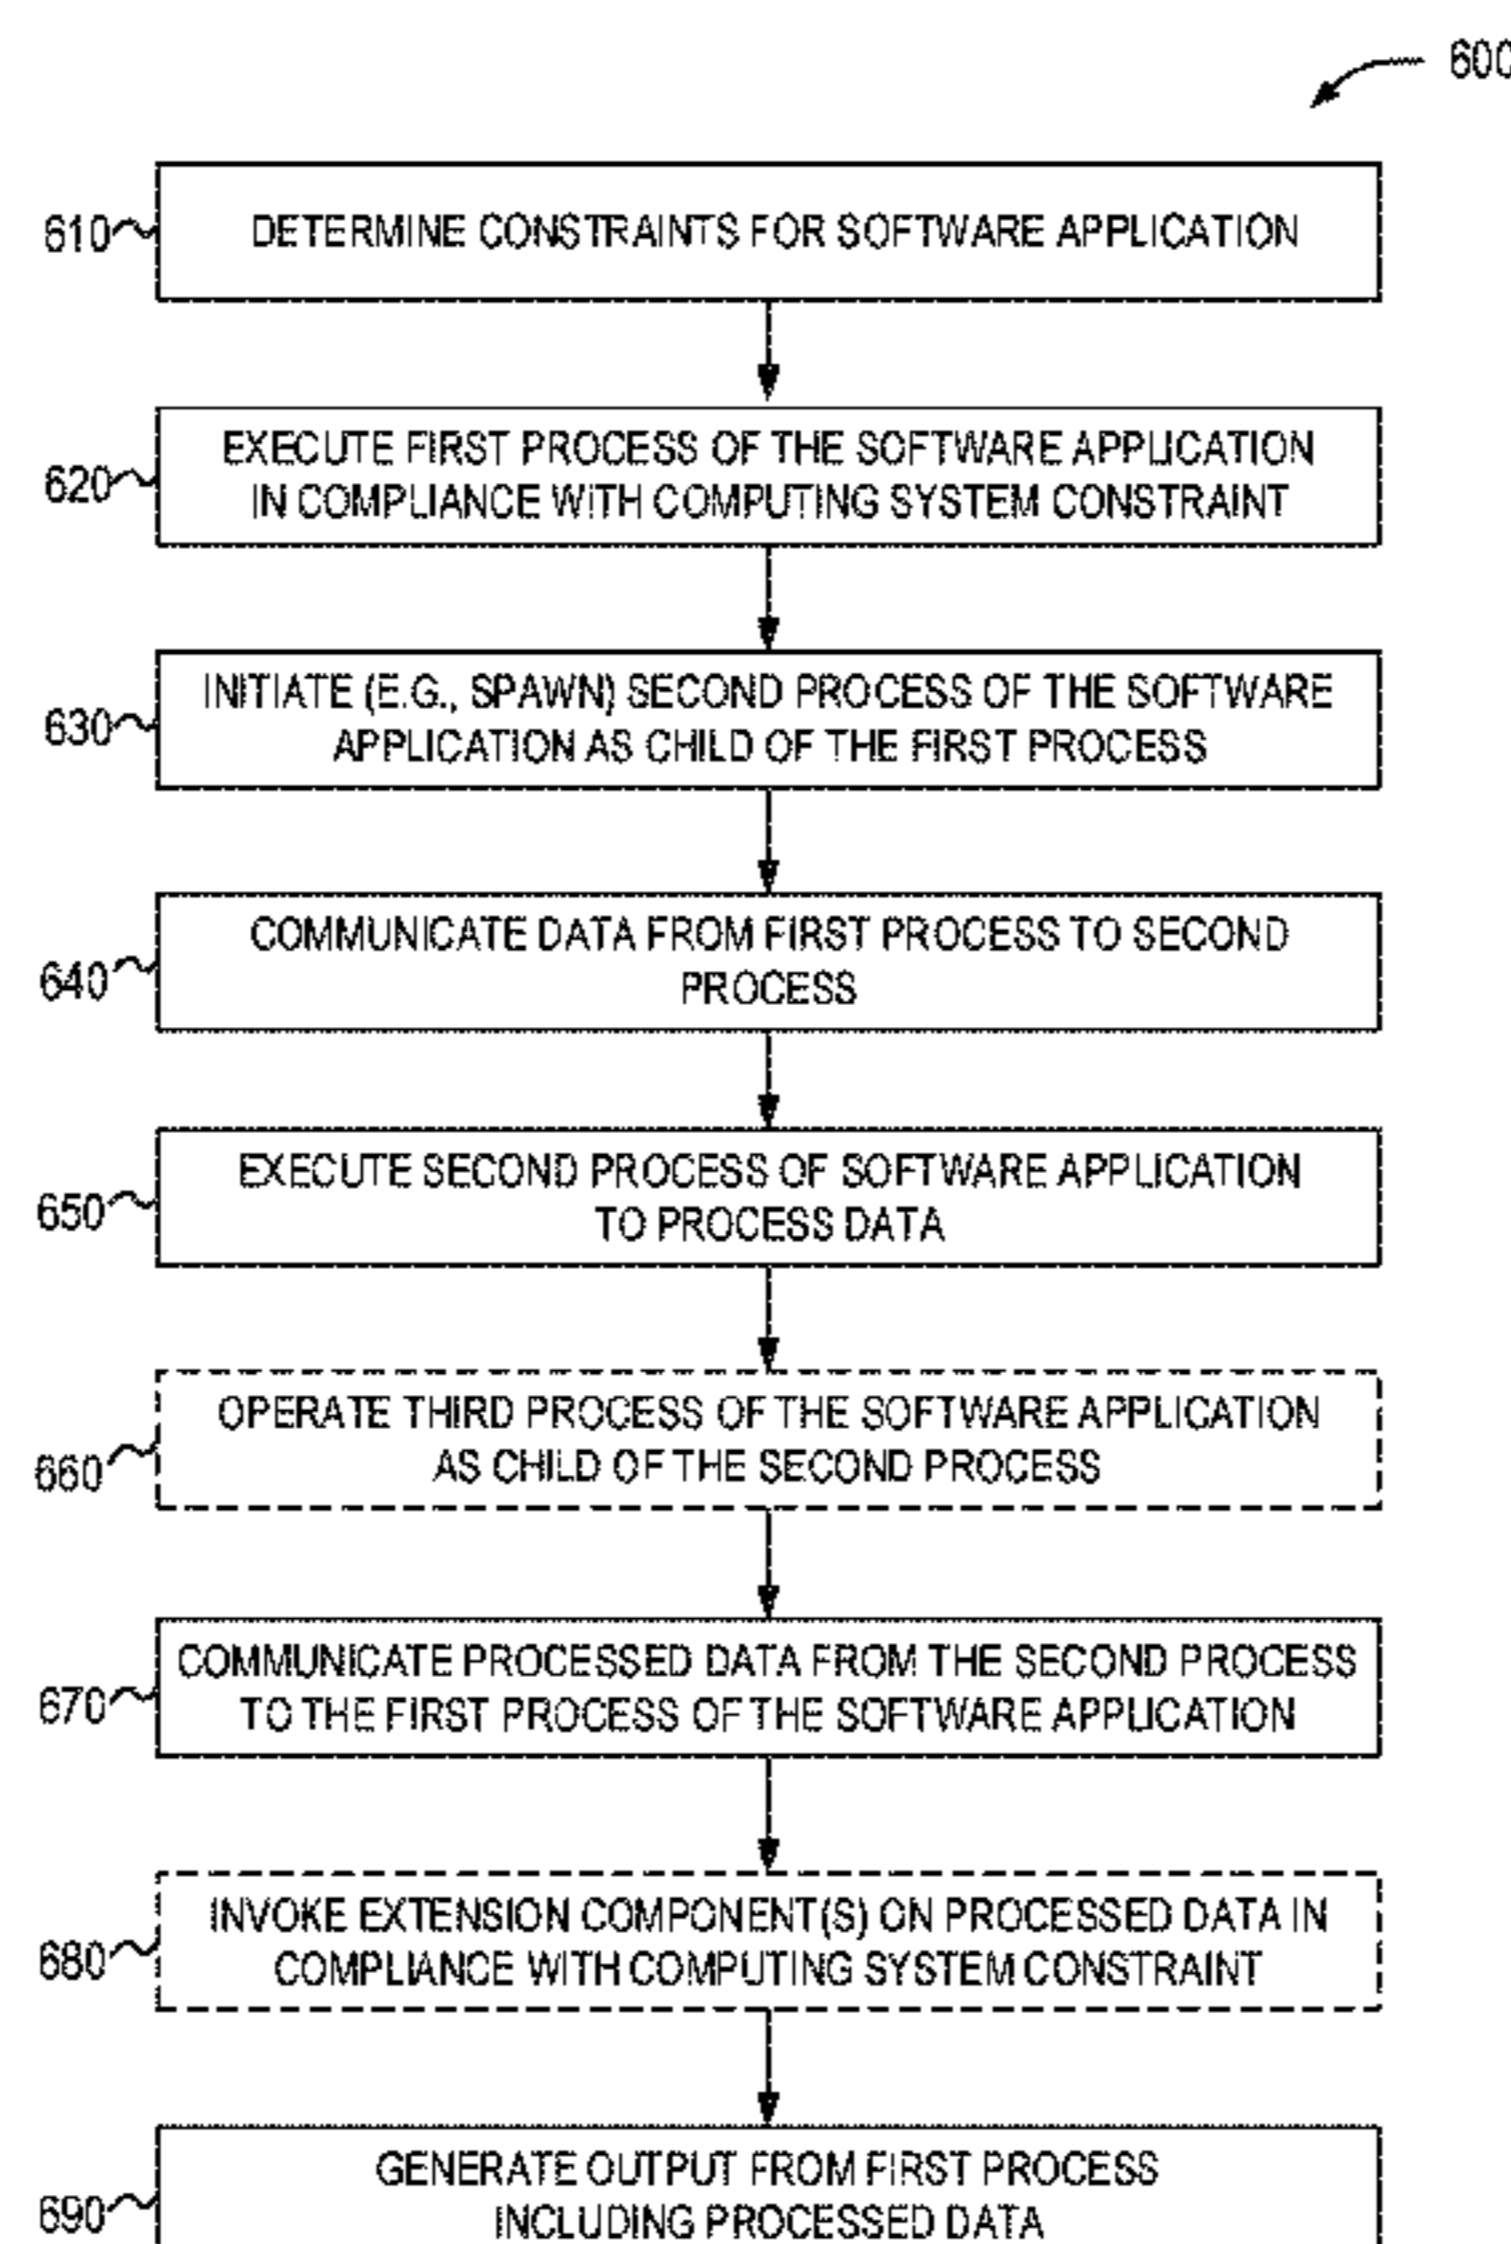 600
610
DETERMINE CONSTRAINTS FOR SOFTWARE APPLICATION
620
EXECUTE FIRST PROCESS OF THE SOFTWARE APPLICATION
IN COMPLIANCE WITH COMPUTING SYSTEM CONSTRAINT
630
INITIATE (E.G., SPAWN) SECOND PROCESS OF THE SOFTWARE
APPLICATION AS CHILD OF THE FIRST PROCESS
640
COMMUNICATE DATA FROM FIRST PROCESS TO SECOND
PROCESS
650
EXECUTE SECOND PROCESS OF SOFTWARE APPLICATION
TO PROCESS DATA
660
OPERATE THIRD PROCESS OF THE SOFTWARE APPLICATION
AS CHILD OF THE SECOND PROCESS
670
COMMUNICATE PROCESSED DATA FROM THE SECOND PROCESS
TO THE FIRST PROCESS OF THE SOFTWARE APPLICATION
680
INVOKE EXTENSION COMPONENT(S) ON PROCESSED DATA IN
COMPLIANCE WITH COMPUTING SYSTEM CONSTRAINT
690
GENERATE OUTPUT FROM FIRST PROCESS
INCLUDING PROCESSED DATA